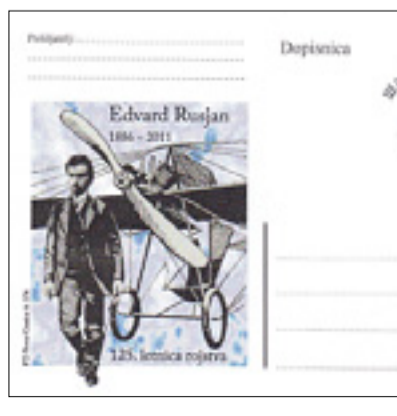 Pošiljatelj
Dopisnica
Edvard Rusjan
1886 - 2011
125. letnica rojstva